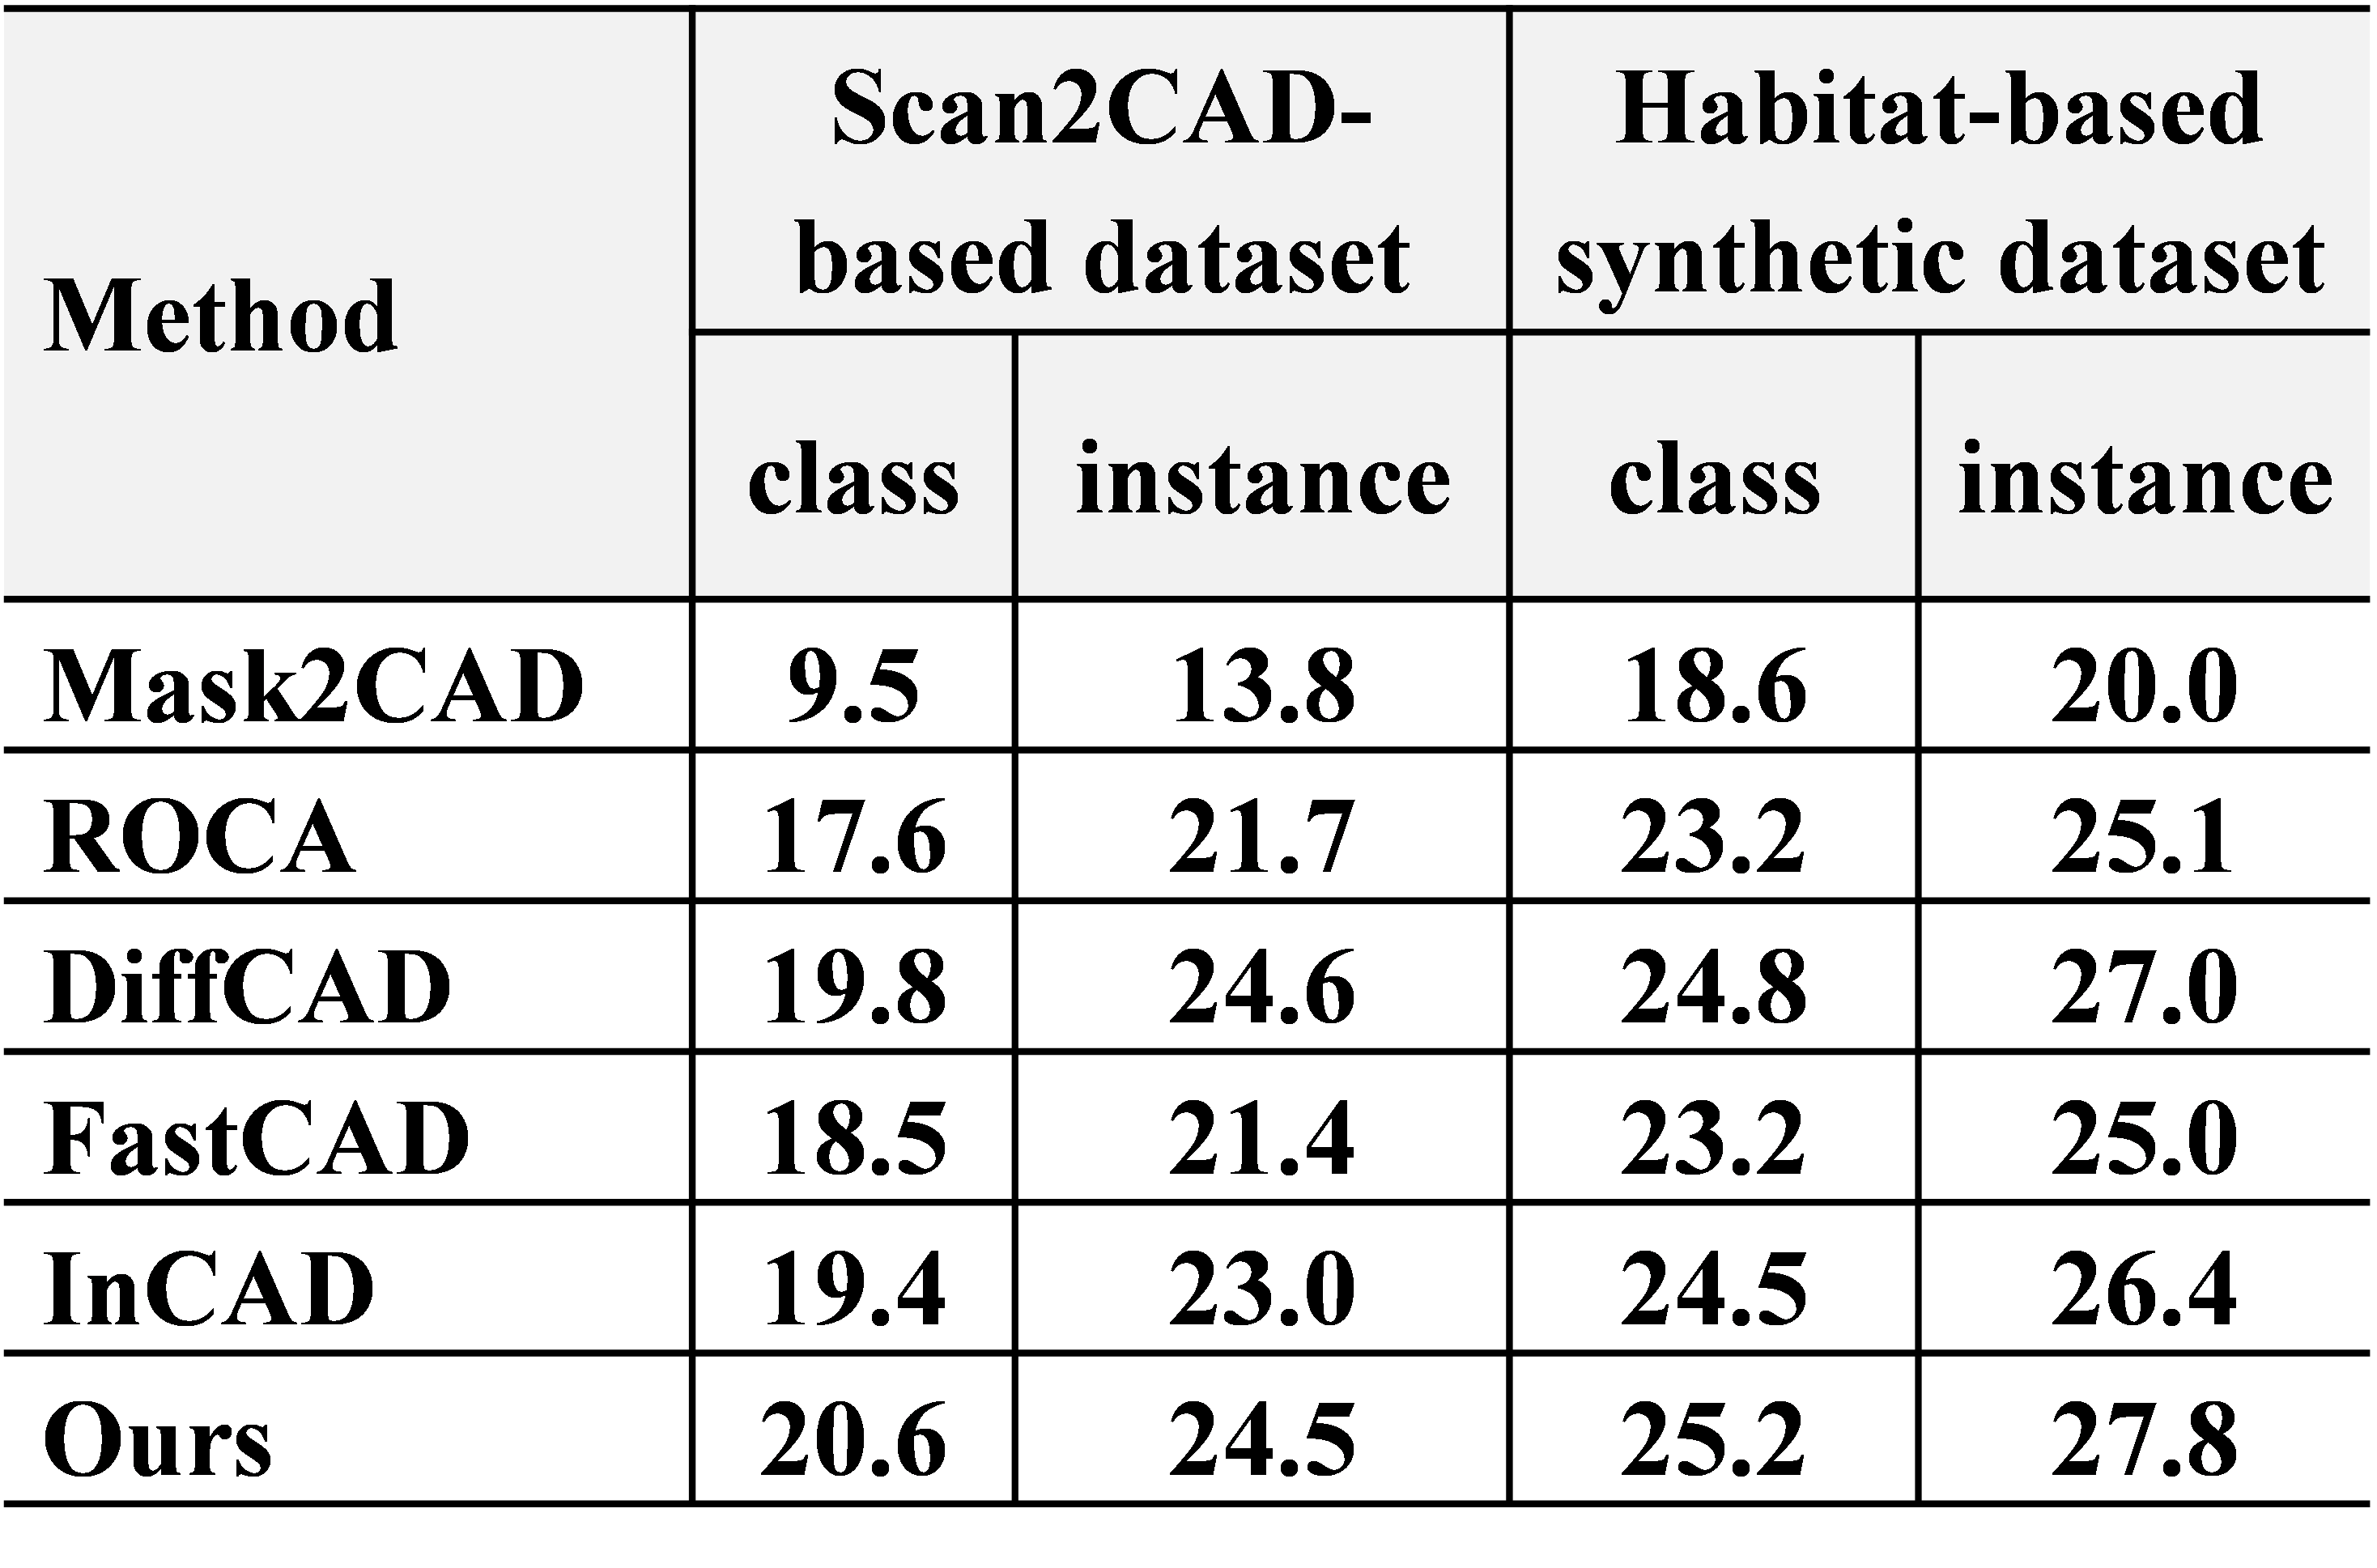 Method
Scan2CAD-
based dataset
Habitat-based
synthetic dataset
class instance class instance
Mask2CAD 9.5 13.8 18.6 20.0
ROCA 17.6 21.7 23.2 25.1
DiffCAD 19.8 24.6 24.8 27.0
FastCAD 18.5 21.4 23.2 25.0
InCAD 19.4 23.0 24.5 26.4
Ours 20.6 24.5 25.2 27.8